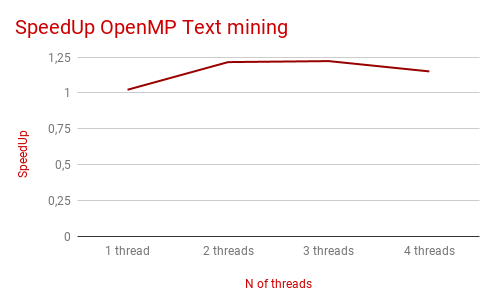 SpeedUp OpenMP Text mining
1,25
1
0,75
0,5
0,25
0
SpeedUp
1 thread
2 threads
3 threads
4 threads
N of threads